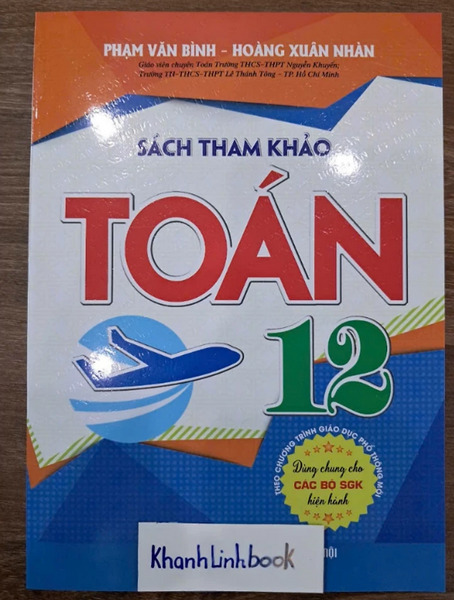 PHẠM VĂN BÌNH - HOÀNG XUÂN NHÀN
Giáo viên chuyên Toán Trường THCS-THPT Nguyễn Khuyến;
Trường TH-THCS-THPT Lê Thánh Tông - TP. Hồ Chí Minh
SÁCH THAM KHẢO
TOÁN
12
THEO CHƯƠNG TRÌNH GIÁO DỤC PHỔ THÔNG MỚI
Dùng chung cho
CÁC BỘ SGK
hiện hành
NỘI
KhanhLinhbook